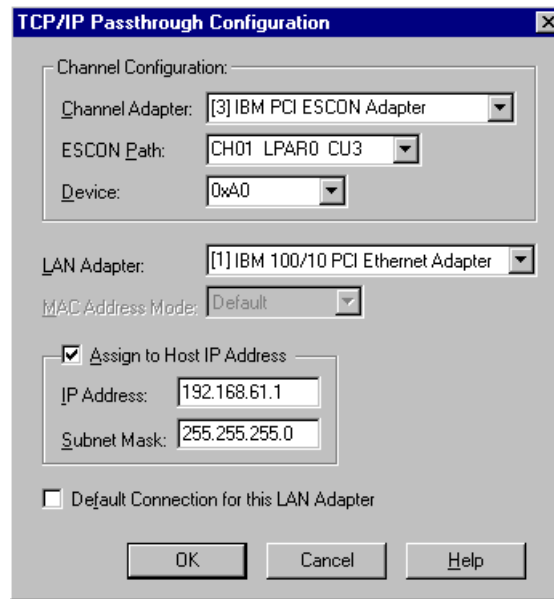 TCP/IP Passthrough Configuration
Channel Configuration:
Channel Adapter: [3] IBM PCI ESCON Adapter
ESCON Path: CH01 LPAR0 CU3
Device: 0xA0
LAN Adapter: [1] IBM 100/10 PCI Ethernet Adapter
MAC Address Mode: Default
Assign to Host IP Address
IP Address: 192.168.61.1
Subnet Mask: 255.255.255.0
Default Connection for this LAN Adapter
OK Cancel Help